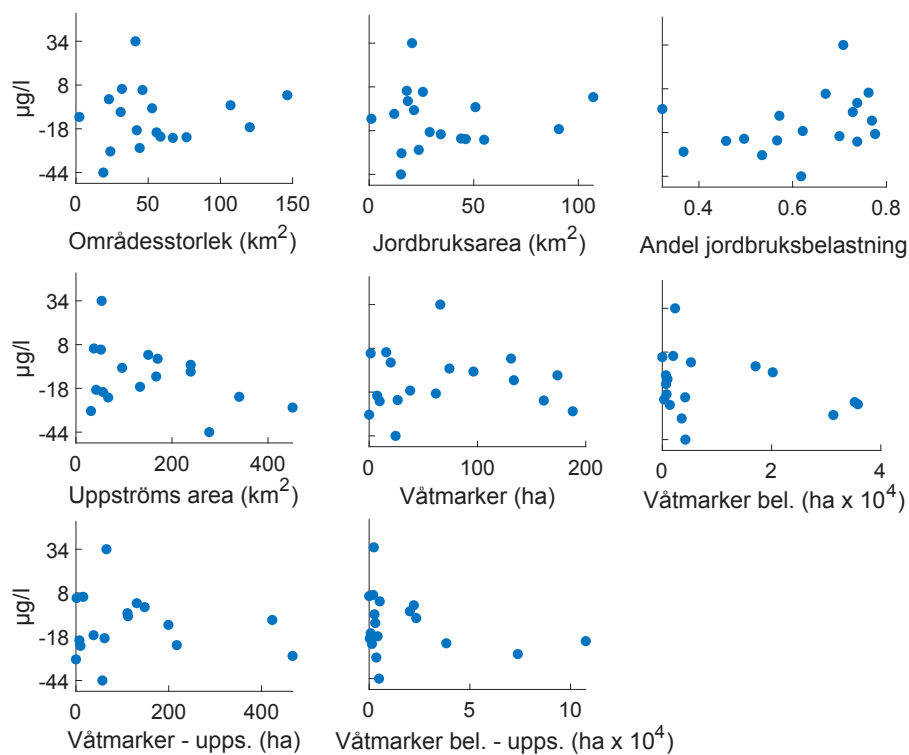 µg/l
34
8
-18
-44
0 50 100 150
Områdesstorlek (km²)
0 50 100
Jordbruksarea (km²)
0.4 0.6 0.8
Andel jordbruksbelastning
µg/l
34
8
-18
-44
0 200 400
Uppströms area (km²)
0 100 200
Våtmarker (ha)
0 2 4
Våtmarker bel. (ha x 10⁴)
µg/l
34
8
-18
-44
0 200 400
Våtmarker - upps. (ha)
0 5 10
Våtmarker bel. - upps. (ha x 10⁴)